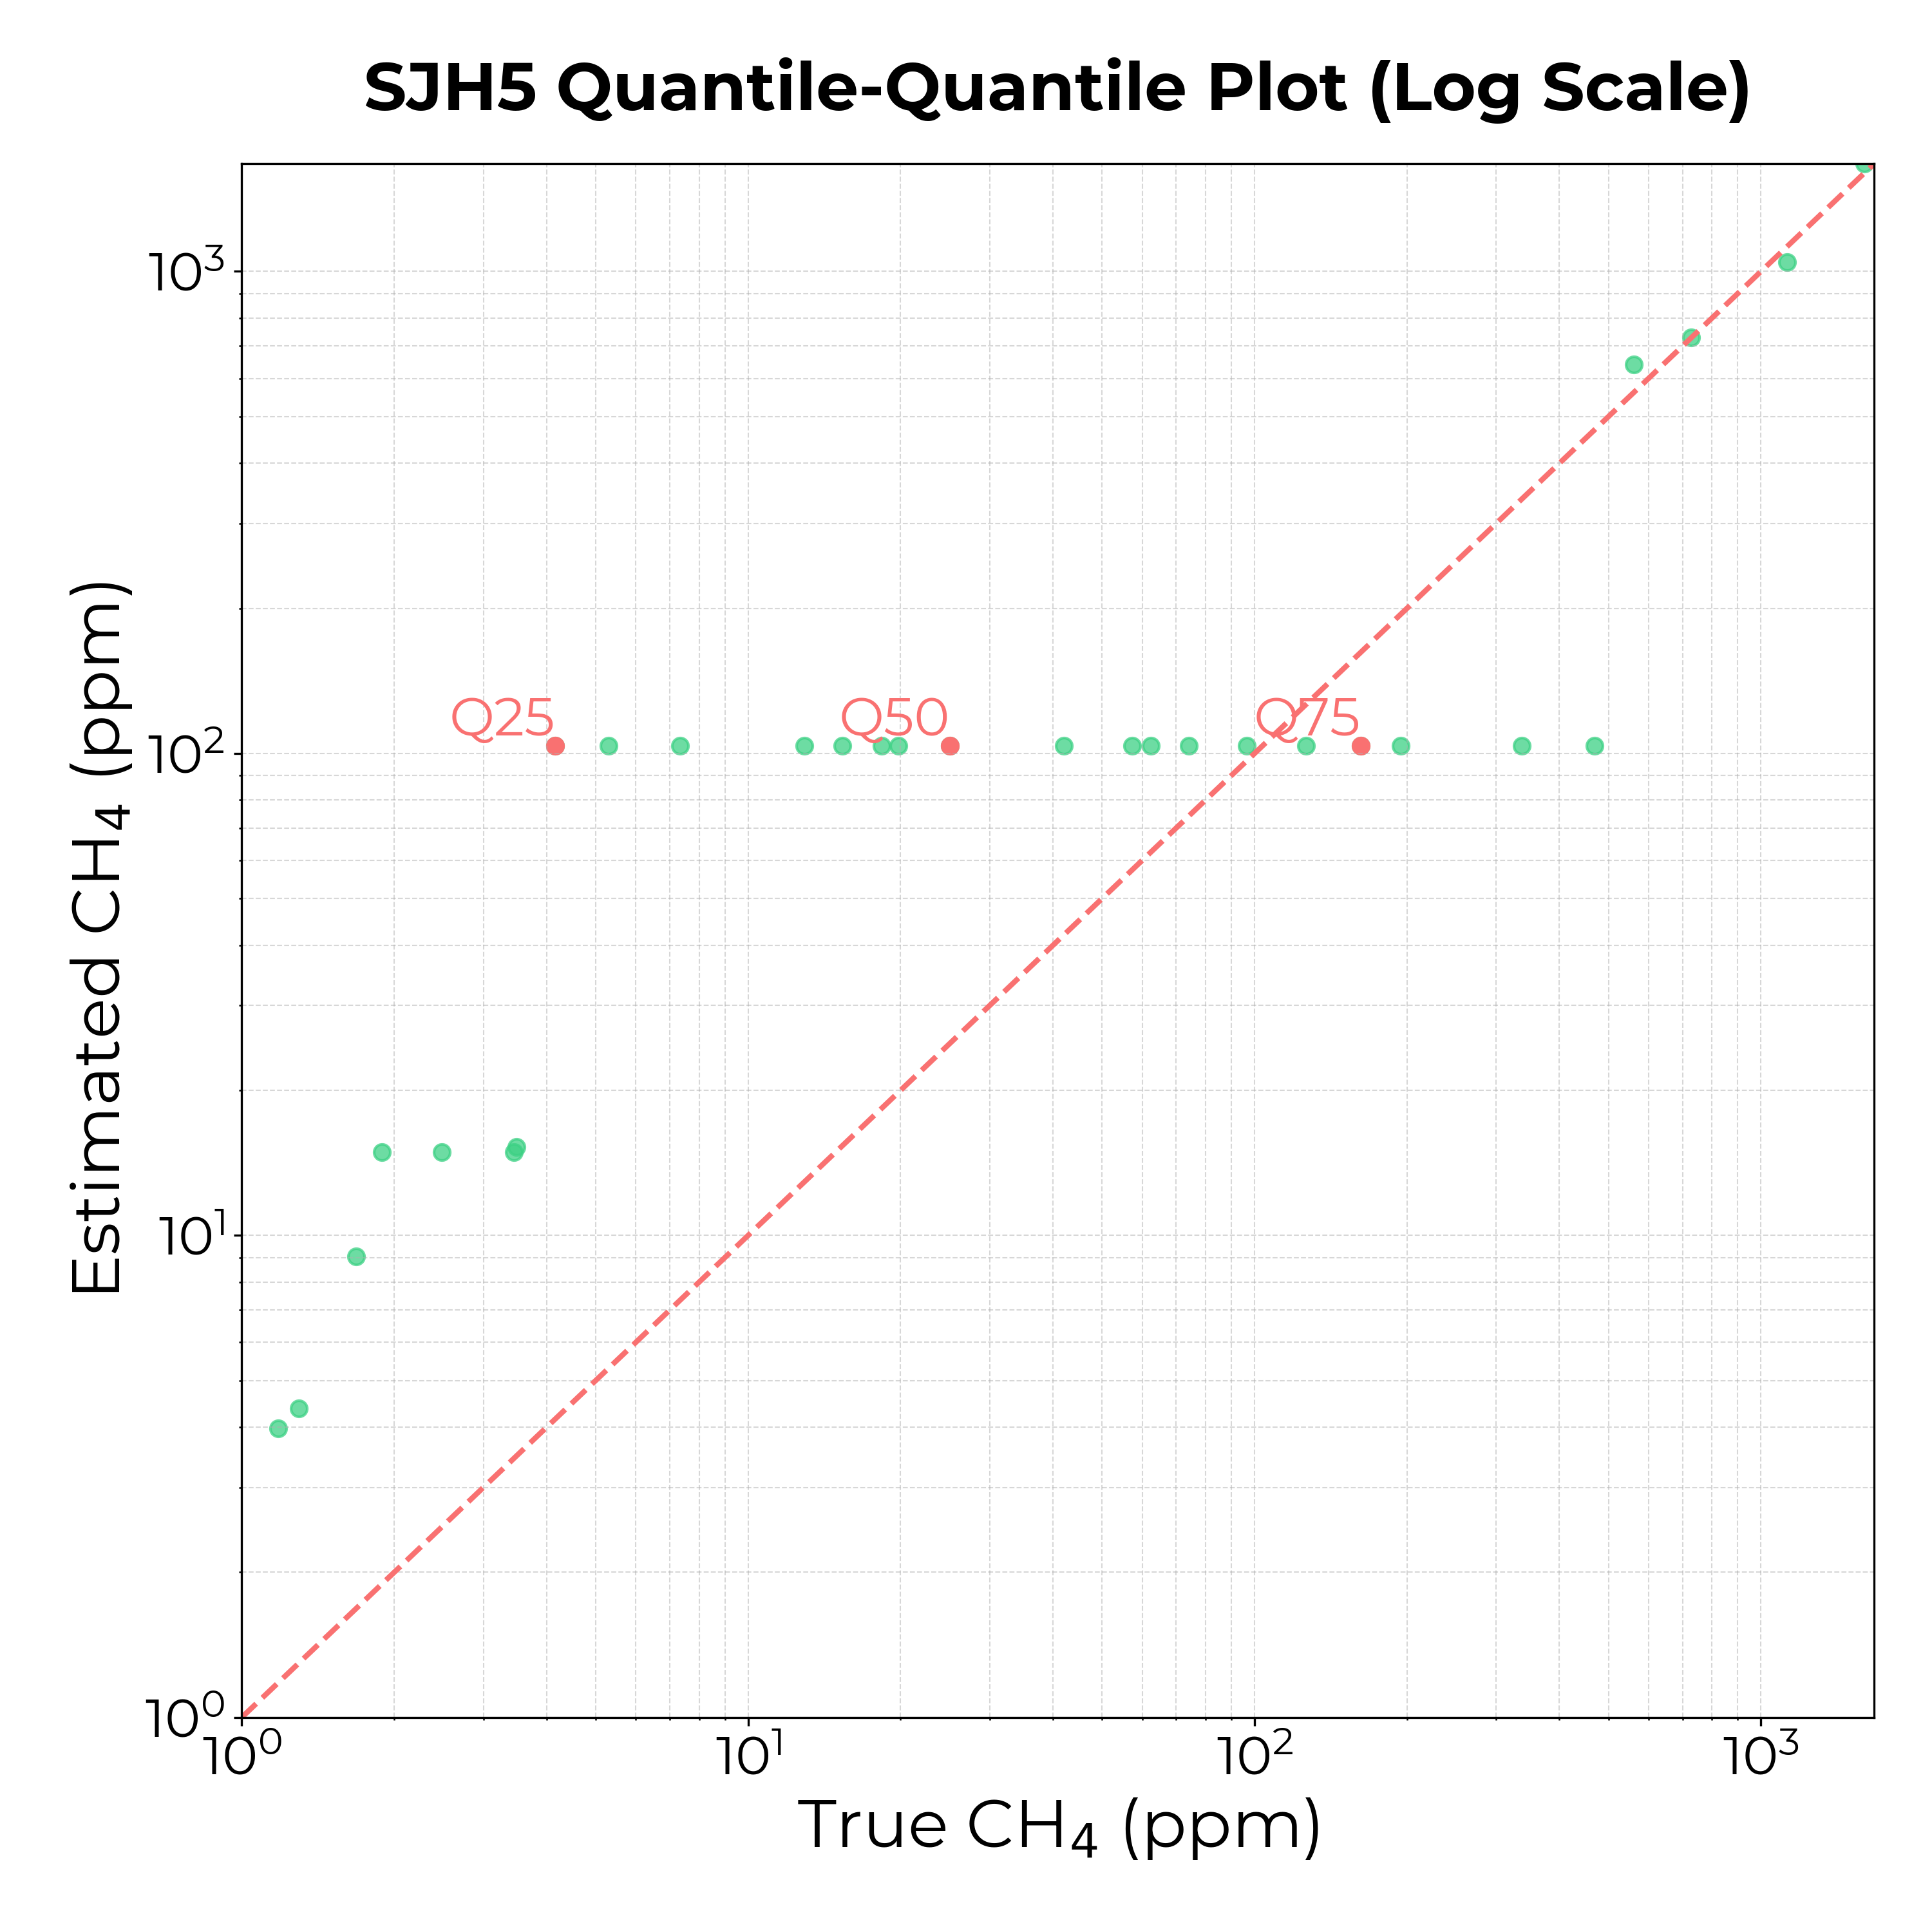 SJH5 Quantile-Quantile Plot (Log Scale)
Estimated CH₄ (ppm)
10³
10²
10¹
10⁰
Q25
Q50
Q75
10⁰
10¹
10²
10³
True CH₄ (ppm)